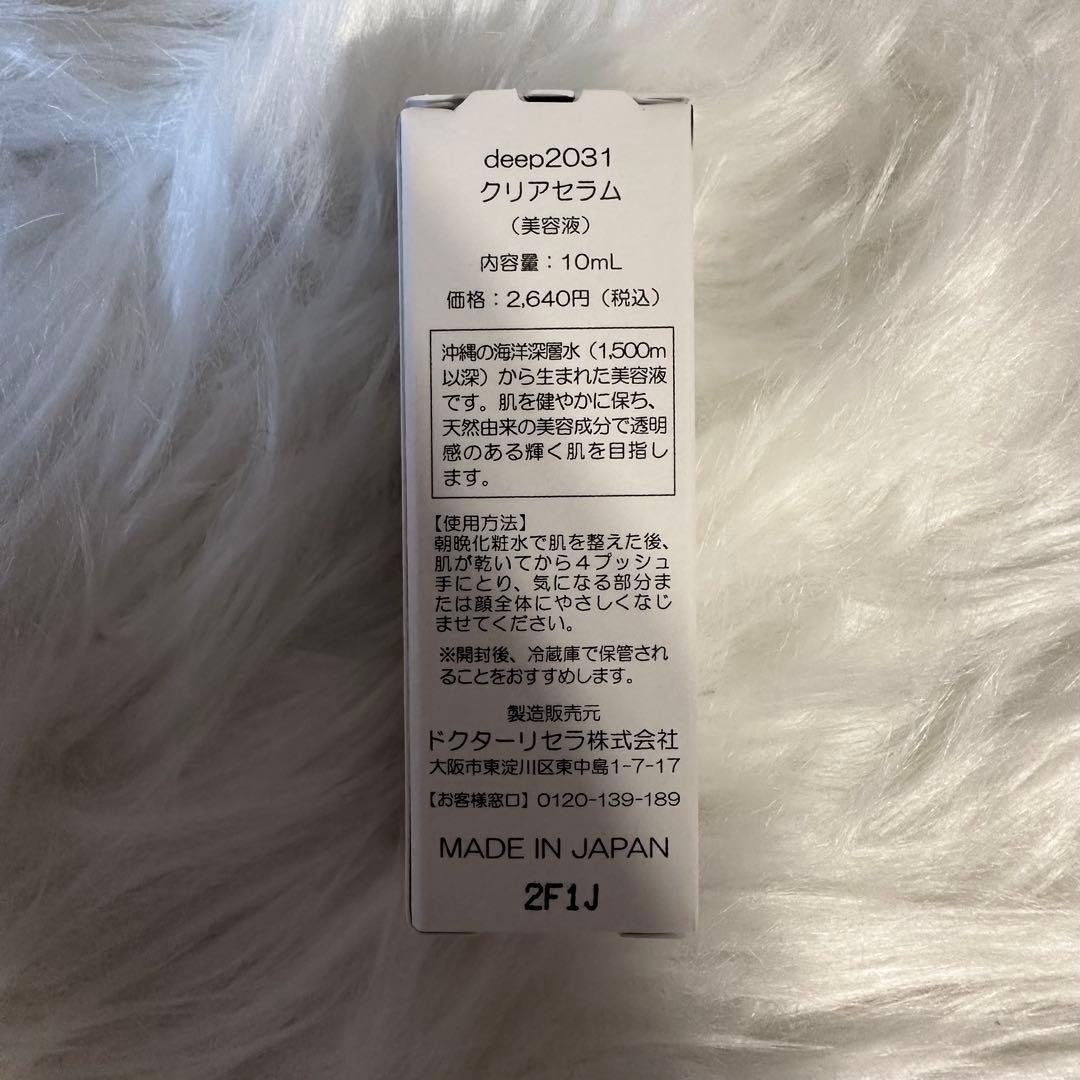 deep2031
クリアセラム
（美容液）
内容量：10mL
価格：2,640円（税込）
沖縄の海洋深層水（1,500m
以深）から生まれた美容液
です。肌を健やかに保ち、
天然由来の美容成分で透明
感のある輝く肌を目指し
ます。
【使用方法】
朝晩化粧水で肌を整えた後、
肌が乾いてから４プッシュ
手にとり、気になる部分ま
たは顔全体にやさしくなじ
ませてください。
※開封後、冷蔵庫で保管され
ることをおすすめします。
製造販売元
ドクターリセラ株式会社
大阪市東淀川区東中島1-7-17
【お客様窓口】0120-139-189
MADE IN JAPAN
2F1J